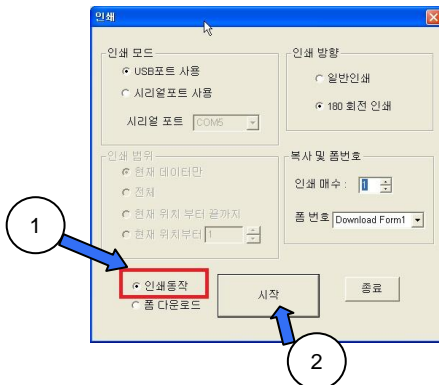 인쇄
인쇄 모드
USB포트 사용
시리얼포트 사용
시리얼 포트 COM5
인쇄 방향
일반인쇄
180 회전 인쇄
인쇄 범위
현재 데이터만
전체
현재 위치 부터 끝까지
현재 위치부터 1
복사 및 폼번호
인쇄 매수 : 1
폼 번호 Download Form1
1
인쇄동작
폼 다운로드
시작
종료
2